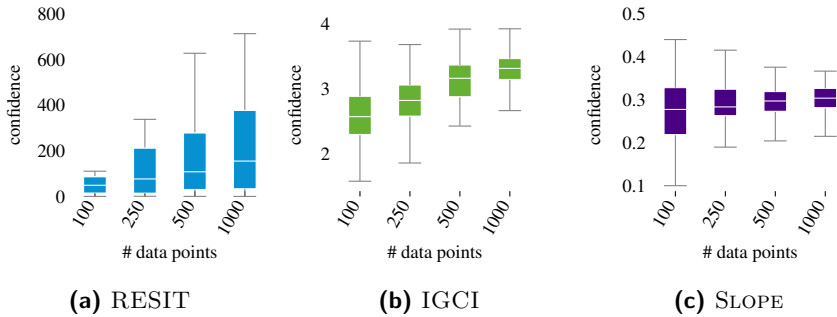 800
600
400
200
0
confidence
100
250
500
1000
# data points
(a) RESIT
4
3
2
confidence
100
250
500
1000
# data points
(b) IGCI
0.5
0.4
0.3
0.2
0.1
confidence
100
250
500
1000
# data points
(c) SLOPE